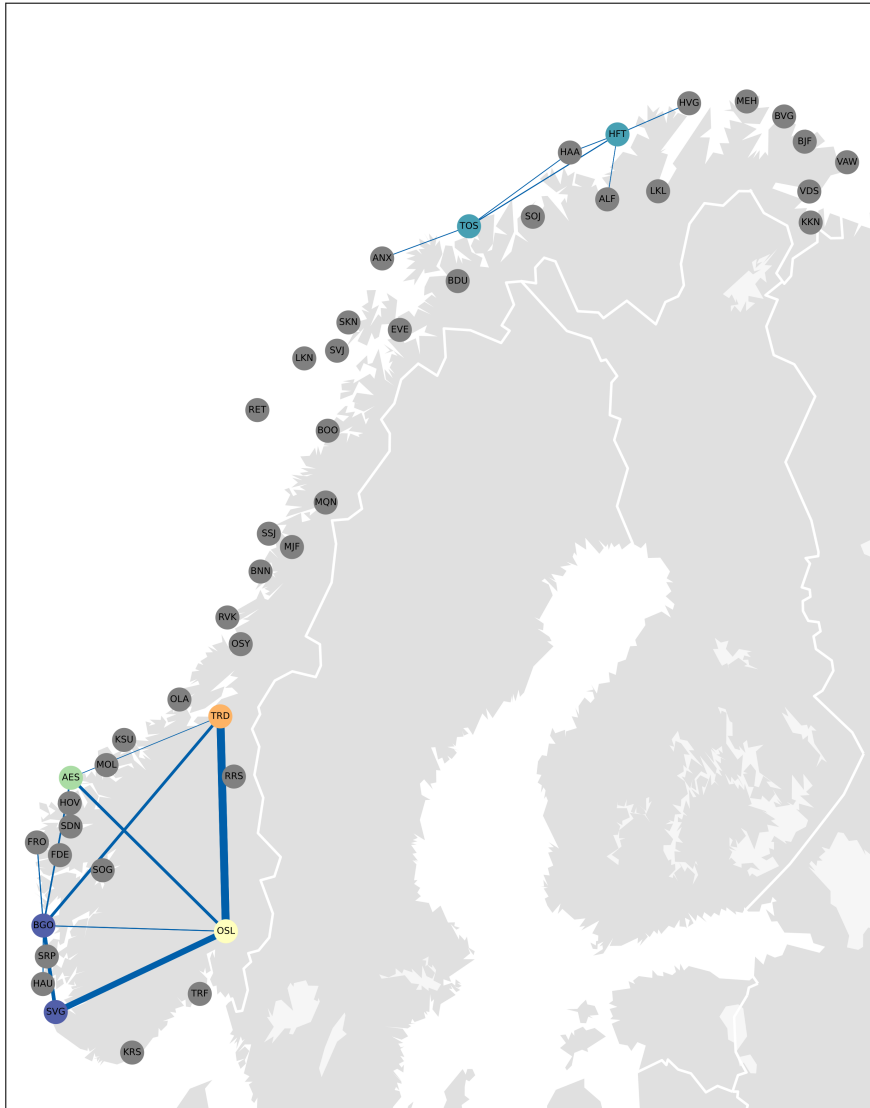 MEH
HVG
BVG
HFT
BJF
HAA
VAW
LKL
VDS
ALF
SOJ
KKN
TOS
ANX
BDU
SKN
EVE
SVJ
LKN
RET
BOO
MQN
SSJ
MJF
BNN
RVK
OSY
OLA
TRD
KSU
MOL
RRS
AES
HOV
SDN
FRO
FDE
SOG
BGO
OSL
SRP
HAU
TRF
SVG
KRS